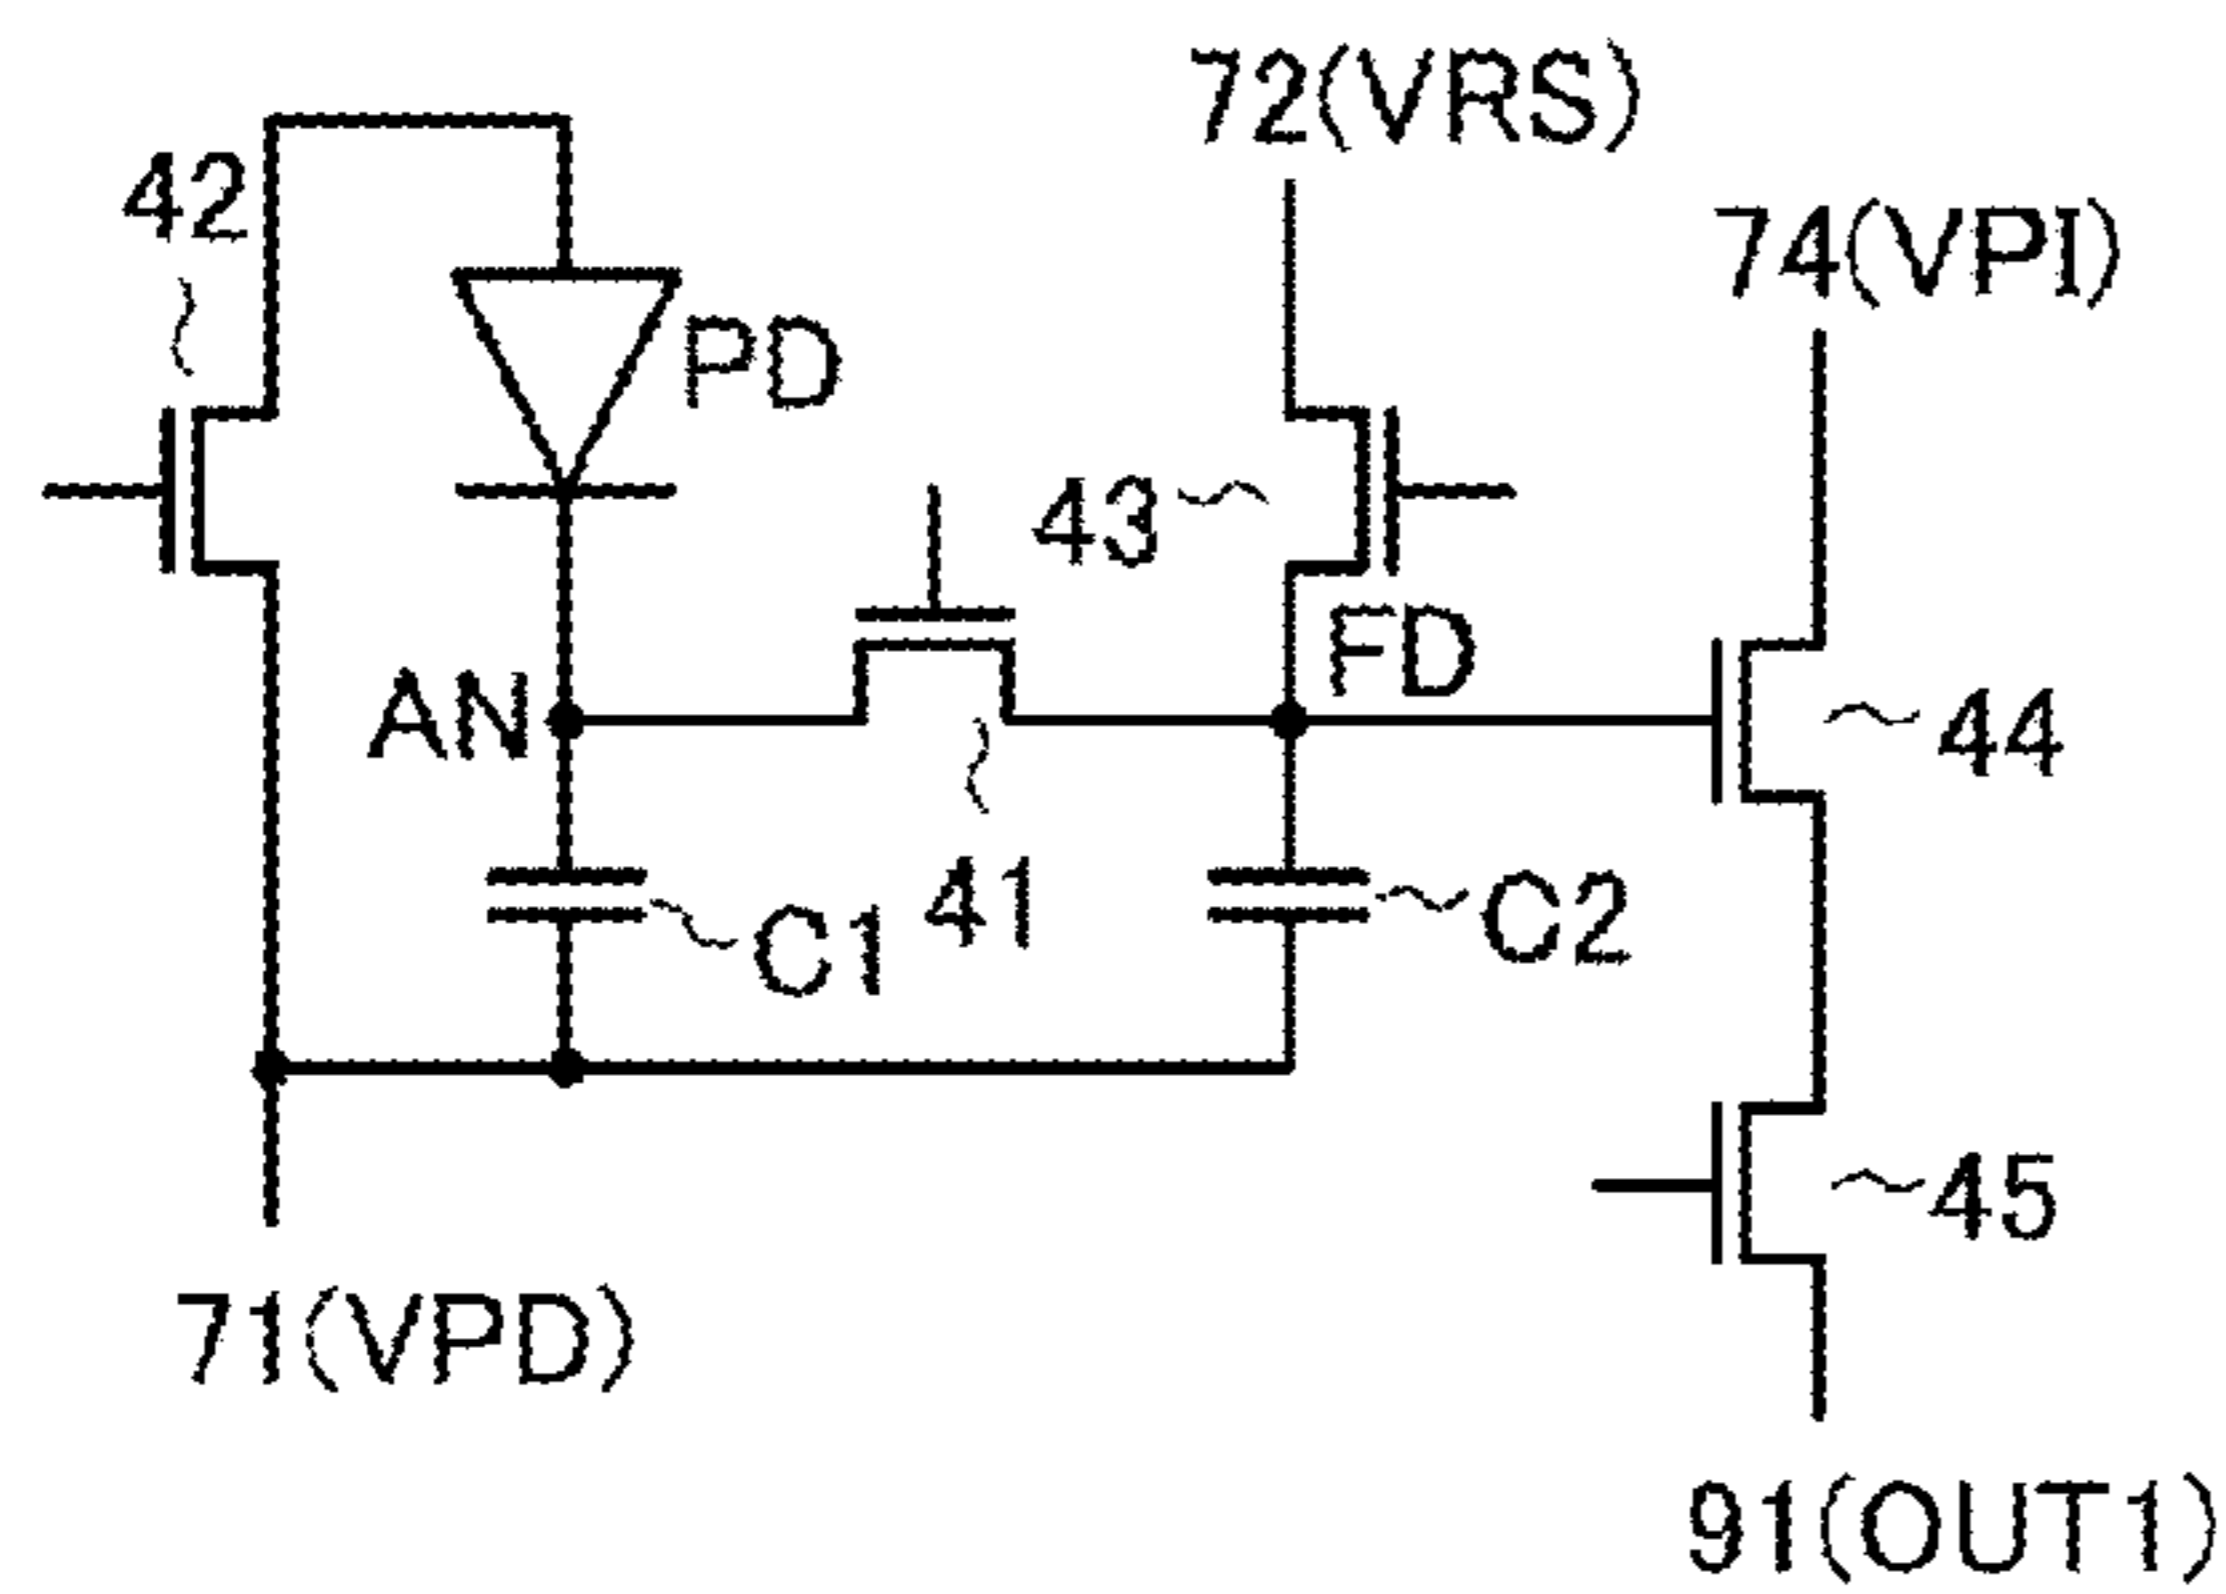 72(VRS)
42
74(VPI)
PD
43
FD
AN
44
C1
41
C2
45
71(VPD)
91(OUT1)